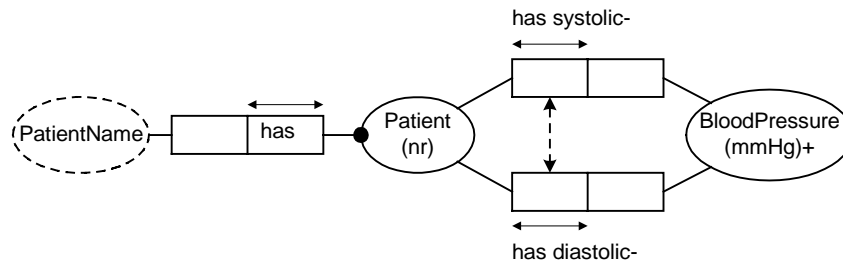 has systolic-
PatientName
has
Patient
(nr)
BloodPressure
(mmHg)+
has diastolic-